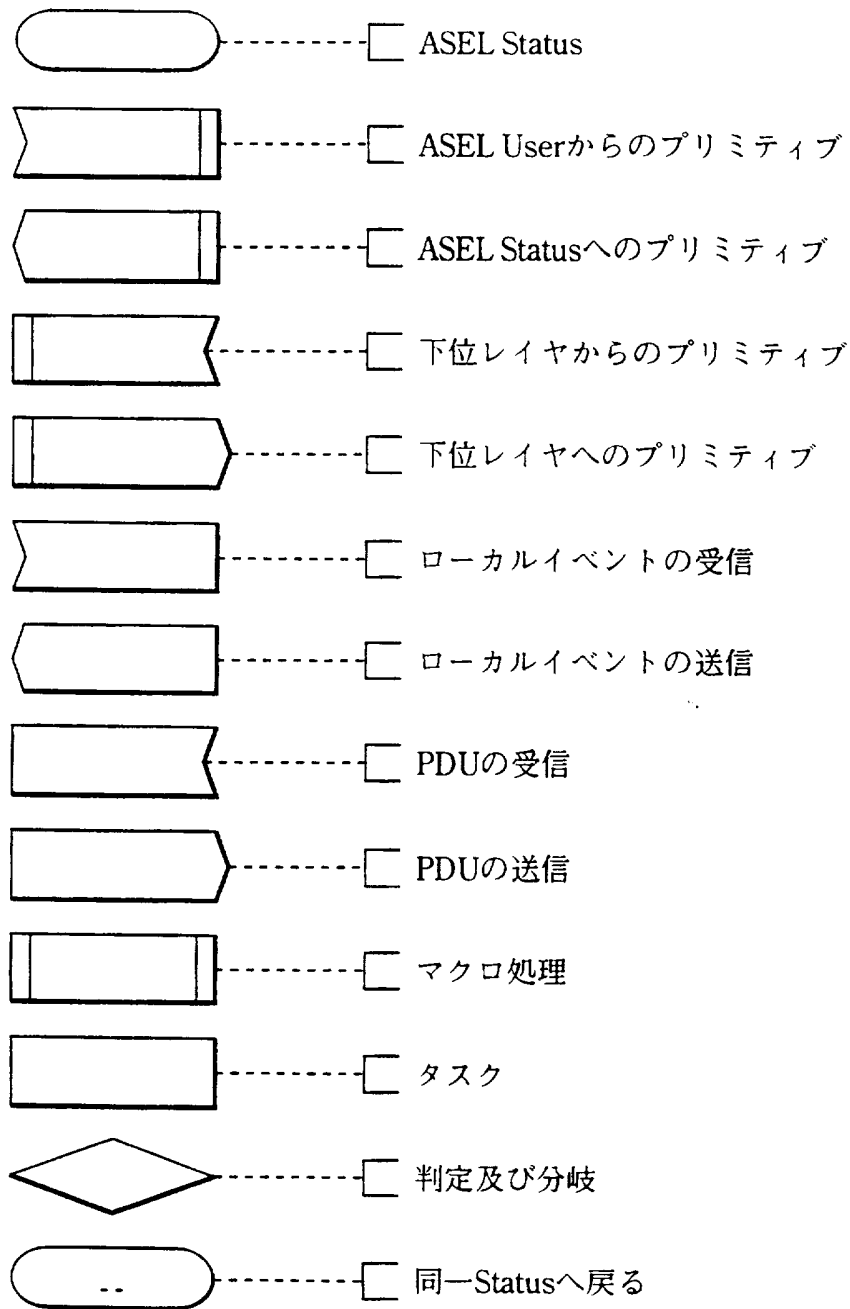 ASEL Status
ASEL Userからのプリミティブ
ASEL Statusへのプリミティブ
下位レイヤからのプリミティブ
下位レイヤへのプリミティブ
ローカルイベントの受信
ローカルイベントの送信
PDUの受信
PDUの送信
マクロ処理
タスク
判定及び分岐
--
同一Statusへ戻る